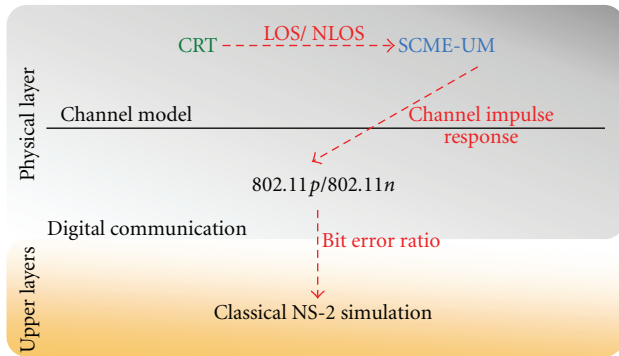 LOS/ NLOS
CRT
SCME-UM
Physical layer
Channel model
Channel impulse
response
802.11p/802.11n
Digital communication
Bit error ratio
Upper layers
Classical NS-2 simulation